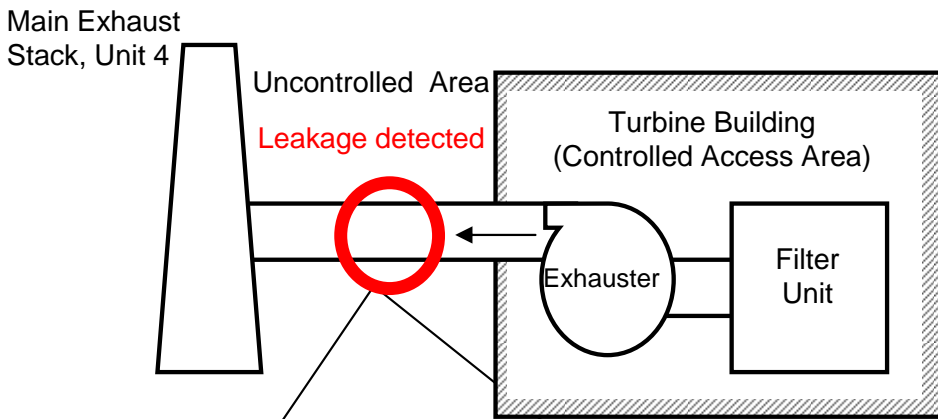 Main Exhaust
Stack, Unit 4
Uncontrolled Area
Leakage detected
Turbine Building
(Controlled Access Area)
Exhauster
Filter
Unit